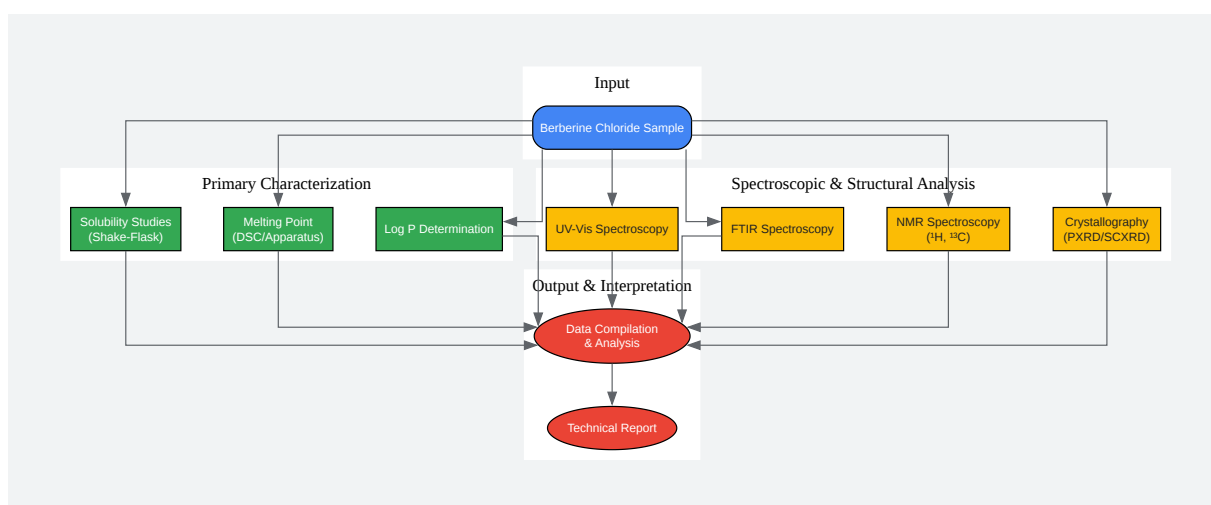 Input
Berberine Chloride Sample
Primary Characterization
Spectroscopic & Structural Analysis
Solubility Studies
(Shake-Flask)
Melting Point
(DSC/Apparatus)
Log P Determination
UV-Vis Spectroscopy
FTIR Spectroscopy
NMR Spectroscopy
(¹H, ¹³C)
Crystallography
(PXRD/SCXRD)
Output & Interpretation
Data Compilation
& Analysis
Technical Report